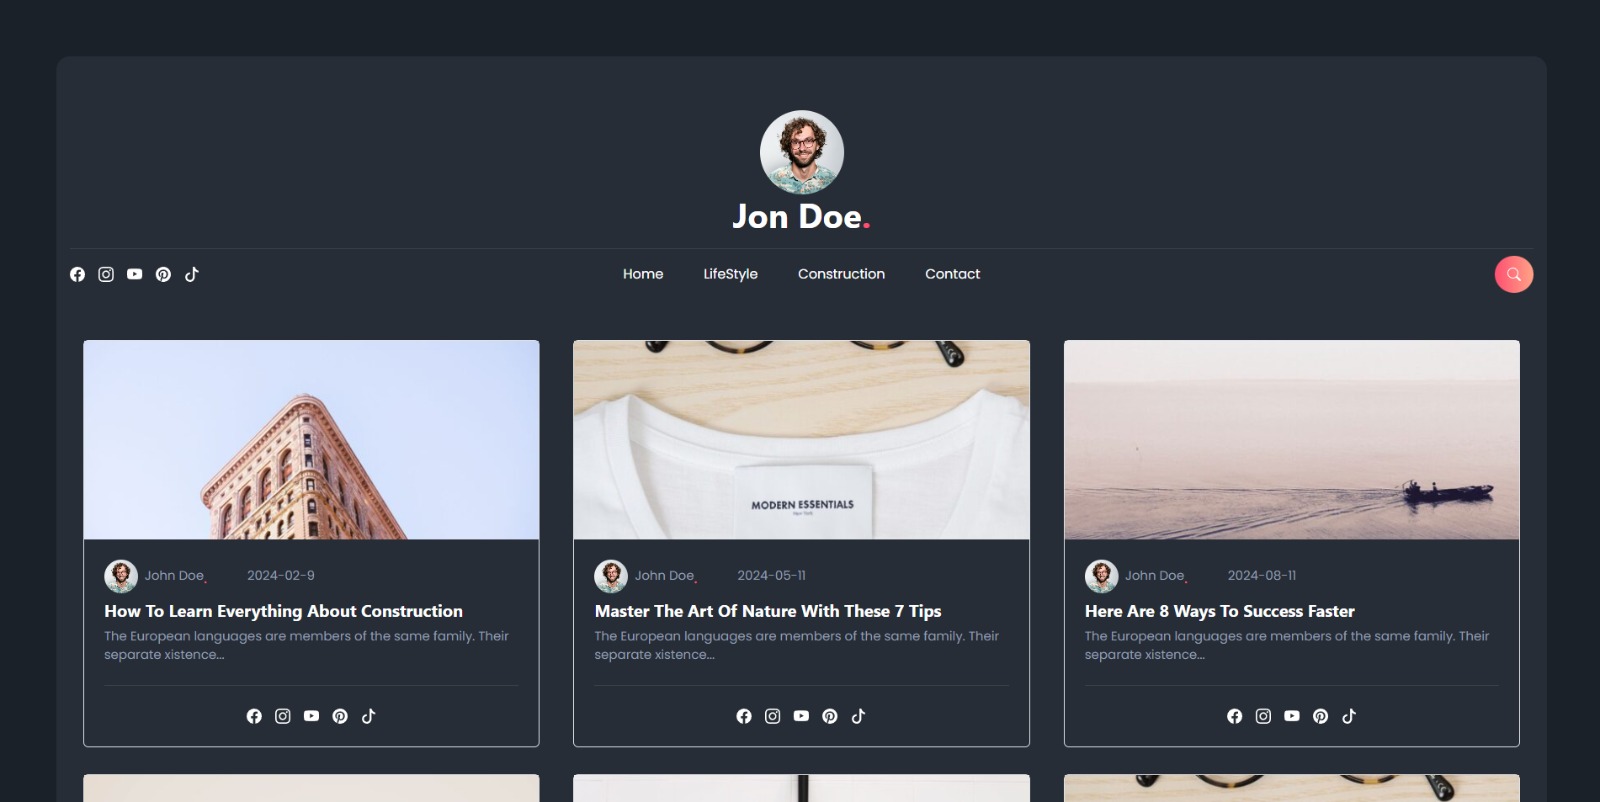 Jon Doe.
Home LifeStyle Construction Contact
MODERN ESSENTIALS
John Doe. 2024-02-9
How To Learn Everything About Construction
The European languages are members of the same family. Their
separate xistence...
John Doe. 2024-05-11
Master The Art Of Nature With These 7 Tips
The European languages are members of the same family. Their
separate xistence...
John Doe. 2024-08-11
Here Are 8 Ways To Success Faster
The European languages are members of the same family. Their
separate xistence...